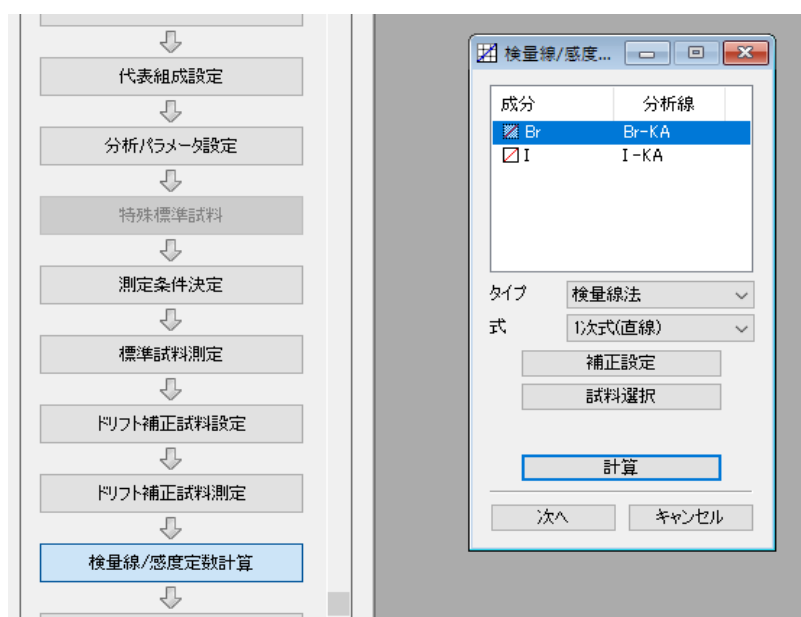 代表組成設定
分析パラメータ設定
特殊標準試料
測定条件決定
標準試料測定
ドリフト補正試料設定
ドリフト補正試料測定
検量線/感度定数計算
検量線/感度...
成分 分析線
Br Br-KA
I I-KA
タイプ 検量線法
式 1次式(直線)
補正設定
試料選択
計算
次へ キャンセル